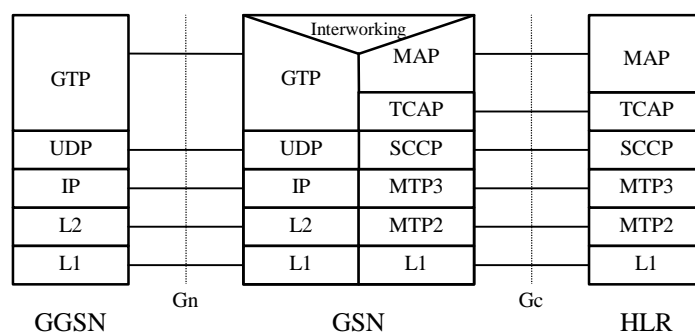 Interworking
GTP GTP MAP MAP
TCAP TCAP
UDP UDP SCCP SCCP
IP IP MTP3 MTP3
L2 L2 MTP2 MTP2
L1 L1 L1 L1
Gn Gc
GGSN GSN HLR